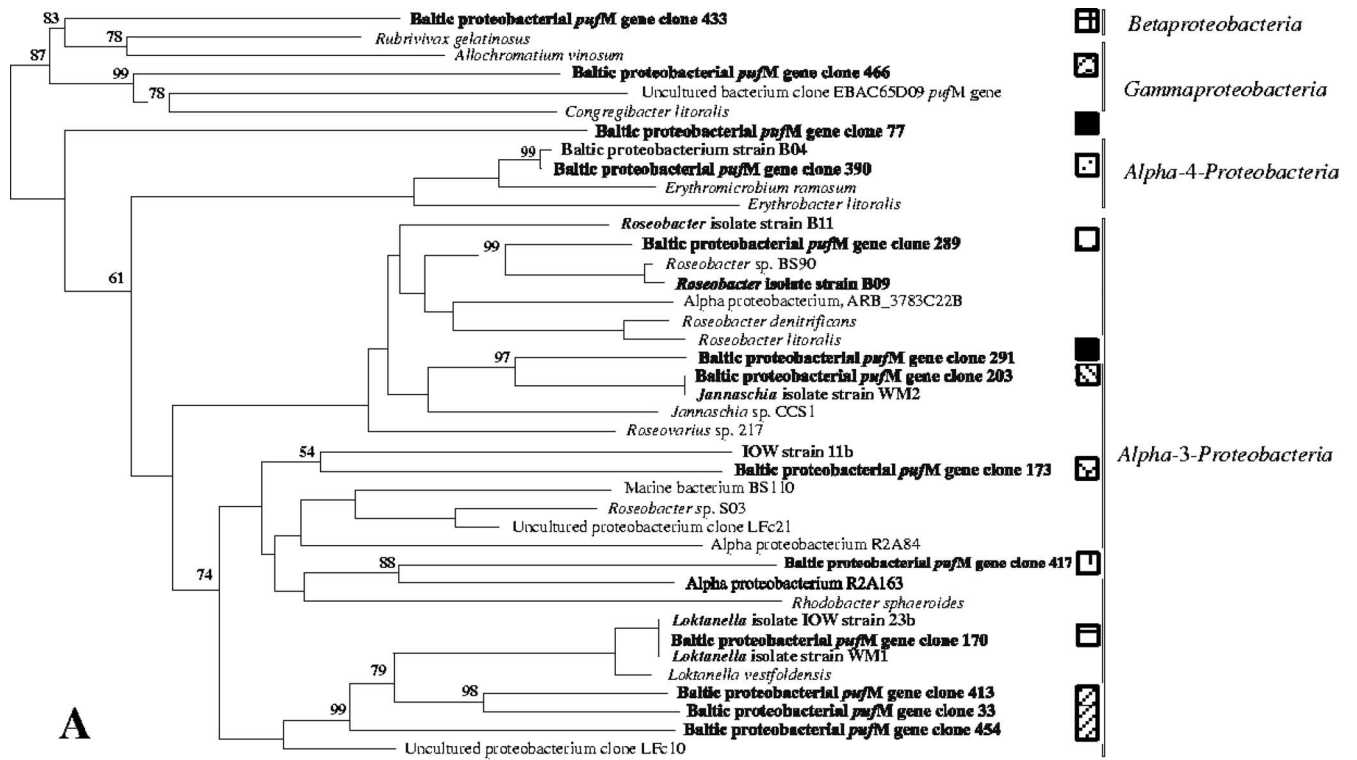 83
Baltic proteobacterial pufM gene clone 433
Betaproteobacteria
78
Rubrivivax gelatinosus
87
Allochromatium vinosum
99
Baltic proteobacterial pufM gene clone 466
78
Uncultured bacterium clone EBAC65D09 pufM gene
Gammaproteobacteria
Congregibacter litoralis
Baltic proteobacterial pufM gene clone 77
99
Baltic proteobacterium strain B04
Baltic proteobacterial pufM gene clone 390
Alpha-4-Proteobacteria
Erythromicrobium ramosum
Erythrobacter litoralis
Roseobacter isolate strain B11
99
Baltic proteobacterial pufM gene clone 289
Roseobacter sp. BS90
61
Roseobacter isolate strain B09
Alpha proteobacterium, ARB_3783C22B
Roseobacter denitrificans
Roseobacter litoralis
97
Baltic proteobacterial pufM gene clone 291
Baltic proteobacterial pufM gene clone 203
Jannaschia isolate strain WM2
Jannaschia sp. CCS1
Roseovarius sp. 217
54
IOW strain 11b
Alpha-3-Proteobacteria
Baltic proteobacterial pufM gene clone 173
Marine bacterium BS110
Roseobacter sp. S03
Uncultured proteobacterium clone LFc21
Alpha proteobacterium R2A84
88
Baltic proteobacterial pufM gene clone 417
74
Alpha proteobacterium R2A163
Rhodobacter sphaeroides
Loktanella isolate IOW strain 23b
Baltic proteobacterial pufM gene clone 170
Loktanella isolate strain WM1
79
Loktanella vestfoldensis
98
Baltic proteobacterial pufM gene clone 413
99
Baltic proteobacterial pufM gene clone 33
A
Baltic proteobacterial pufM gene clone 454
Uncultured proteobacterium clone LFc10